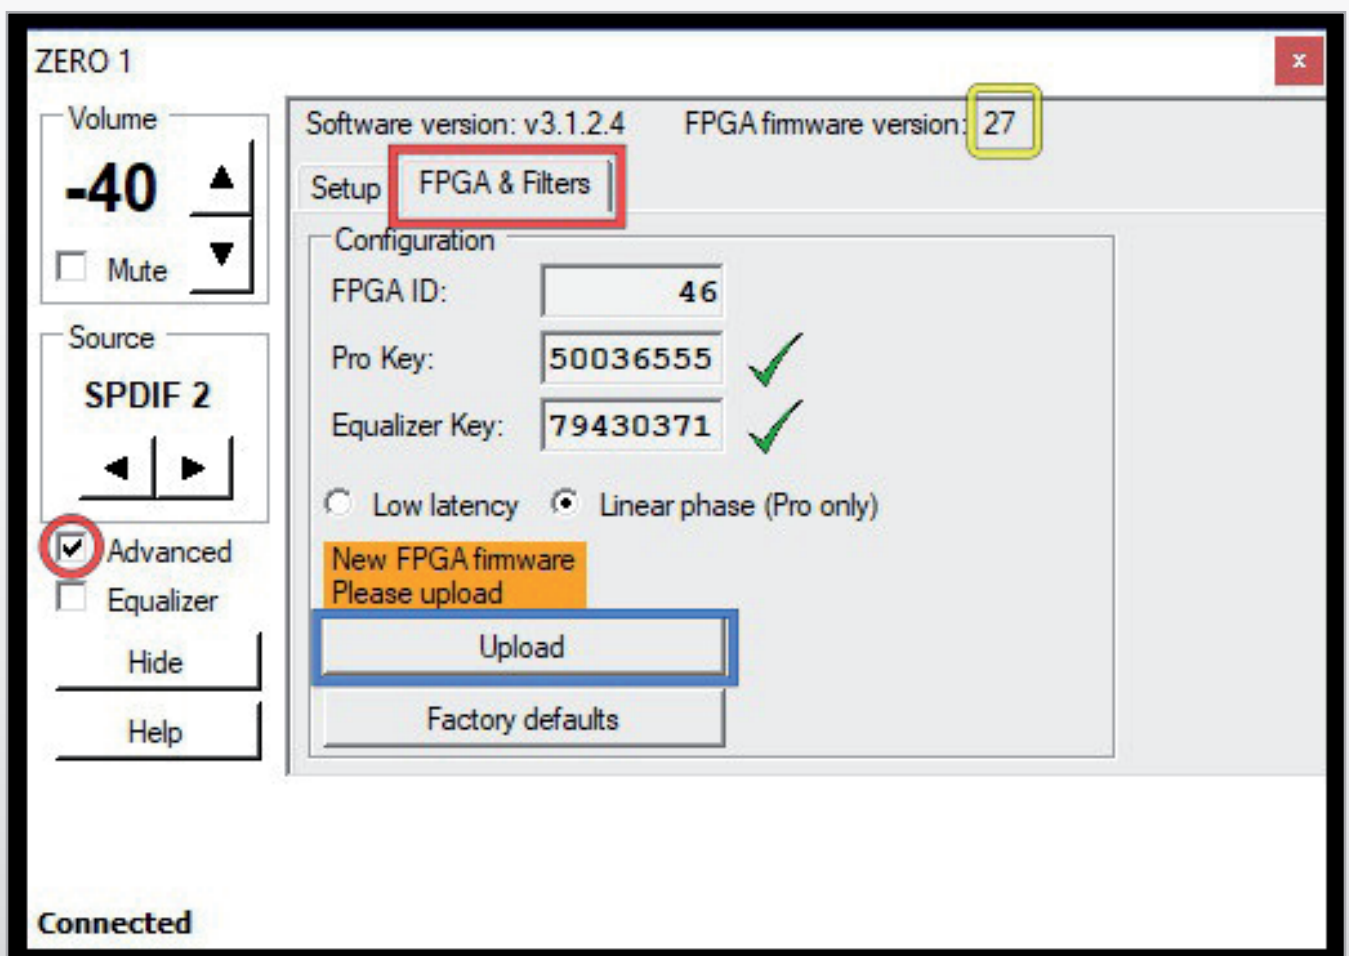 ZERO 1
x
Volume
-40
Mute
Source
SPDIF 2
Advanced
Equalizer
Hide
Help
Software version: v3.1.2.4 FPGA firmware version: 27
Setup FPGA & Filters
Configuration
FPGA ID: 46
Pro Key: 50036555
Equalizer Key: 79430371
Low latency Linear phase (Pro only)
New FPGA firmware
Please upload
Upload
Factory defaults
Connected